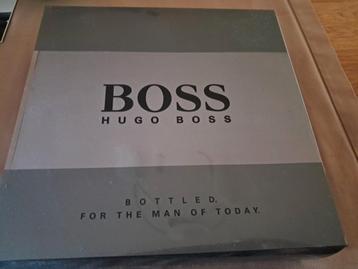 BOSS
HUGO BOSS
BOTTLED.
FOR THE MAN OF TODAY.